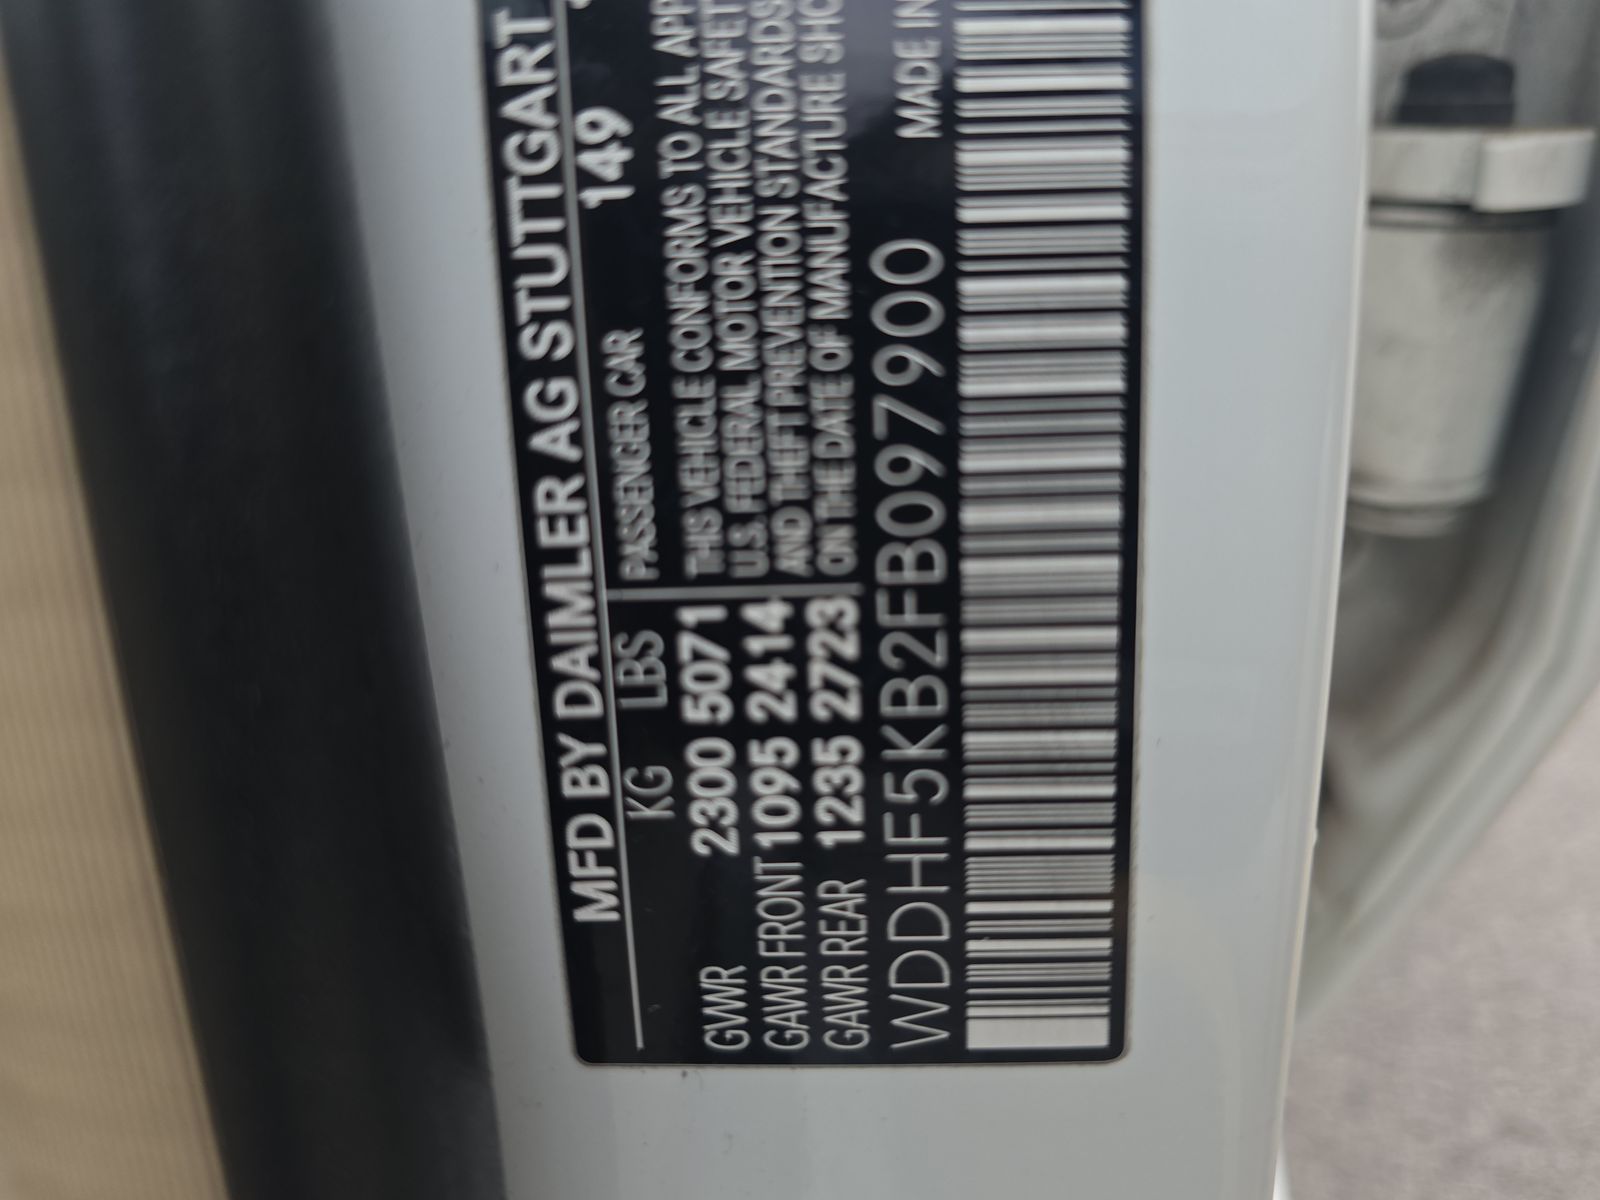 MFD BY DAIMLER AG STUTTGART
149
KG LBS PASSENGER CAR
GVWR 2300 5071 THIS VEHICLE CONFORMS TO ALL APP
U.S. FEDERAL MOTOR VEHICLE SAFET
GAWR FRONT 1095 2414 AND THEFT PREVENTION STANDARDS
GAWR REAR 1235 2723 ON THE DATE OF MANUFACTURE SHO
WDDHF5KB2FB097900 MADE IN